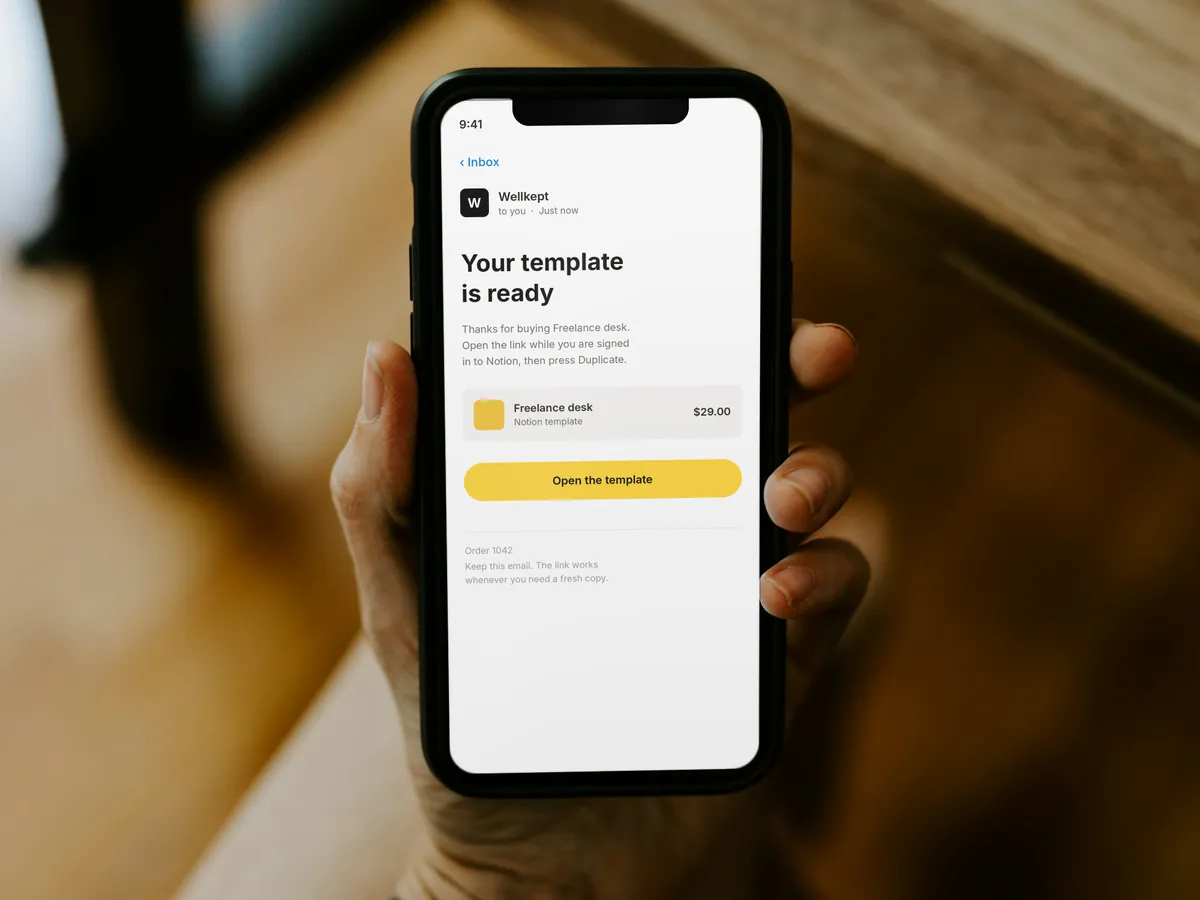 9:41
‹ Inbox
W
Wellkept
to you · Just now
Your template
is ready
Thanks for buying Freelance desk.
Open the link while you are signed
in to Notion, then press Duplicate.
Freelance desk
$29.00
Notion template
Open the template
Order 1042
Keep this email. The link works
whenever you need a fresh copy.